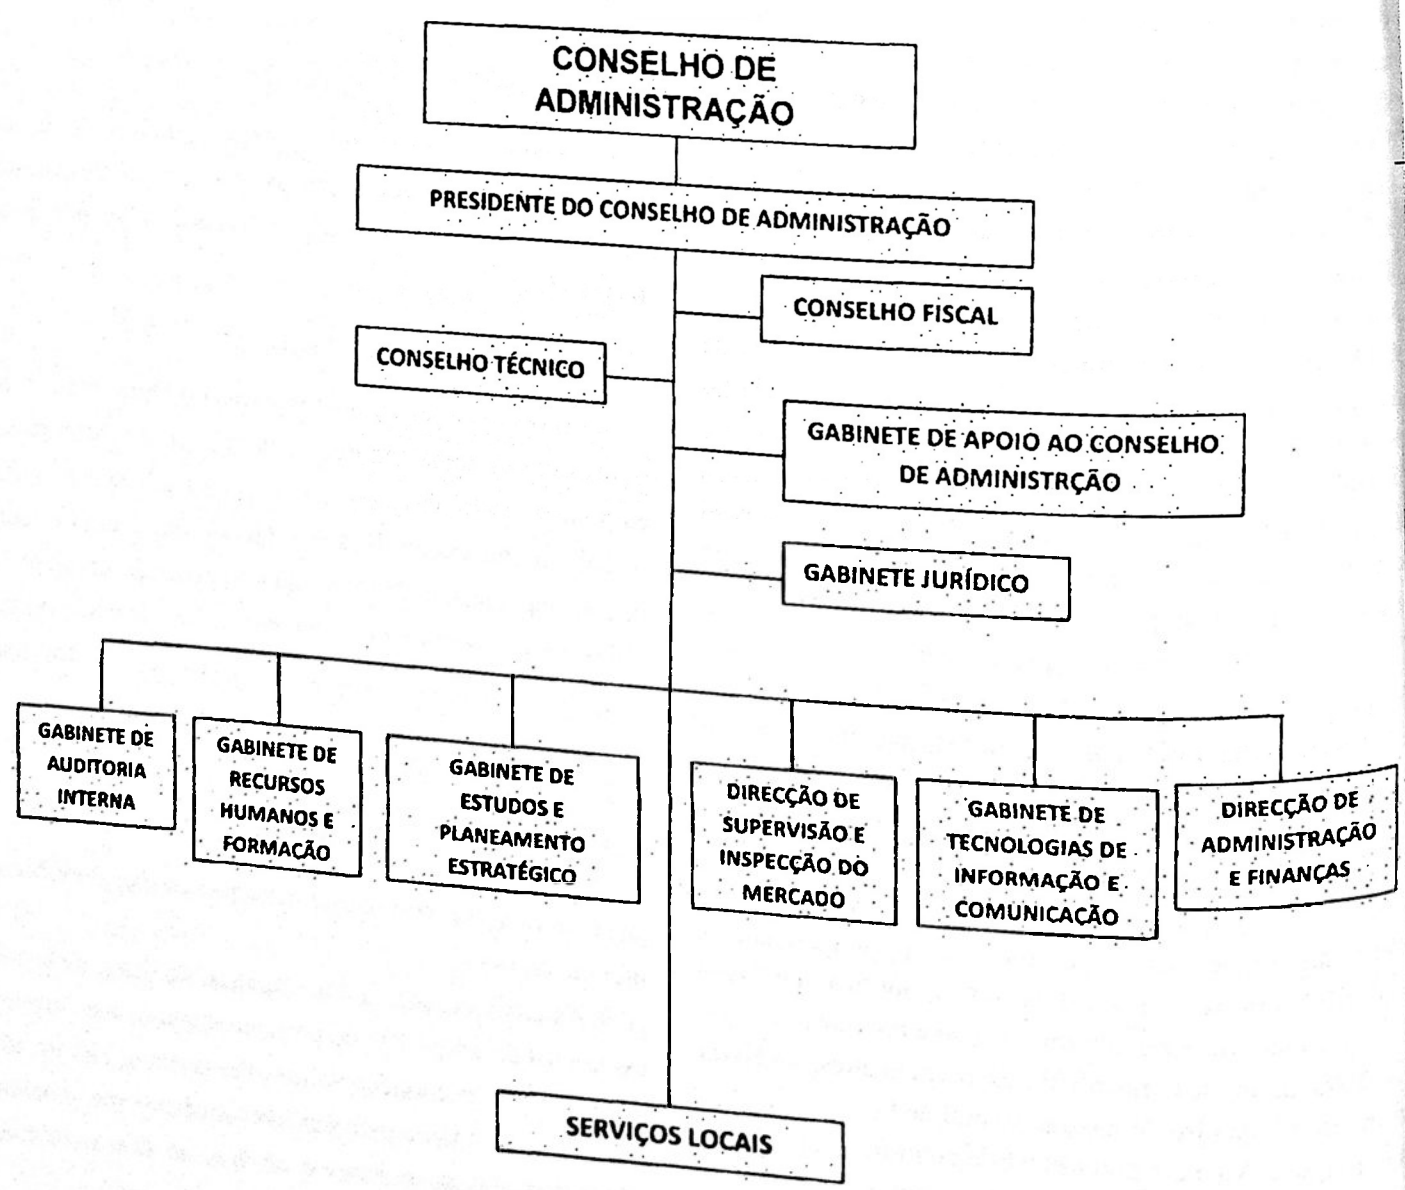 CONSELHO DE
ADMINISTRAÇÃO
PRESIDENTE DO CONSELHO DE ADMINISTRAÇÃO
CONSELHO FISCAL
CONSELHO TÉCNICO
GABINETE DE APOIO AO CONSELHO
DE ADMINISTRÇÃO
GABINETE JURÍDICO
GABINETE DE
AUDITORIA
INTERNA
GABINETE DE
RECURSOS
HUMANOS E
FORMAÇÃO
GABINETE DE
ESTUDOS E
PLANEAMENTO
ESTRATÉGICO
DIRECÇÃO DE
SUPERVISÃO E
INSPECÇÃO DO
MERCADO
GABINETE DE
TECNOLOGIAS DE
INFORMAÇÃO E
COMUNICAÇÃO
DIRECÇÃO DE
ADMINISTRAÇÃO
E FINANÇAS
SERVIÇOS LOCAIS